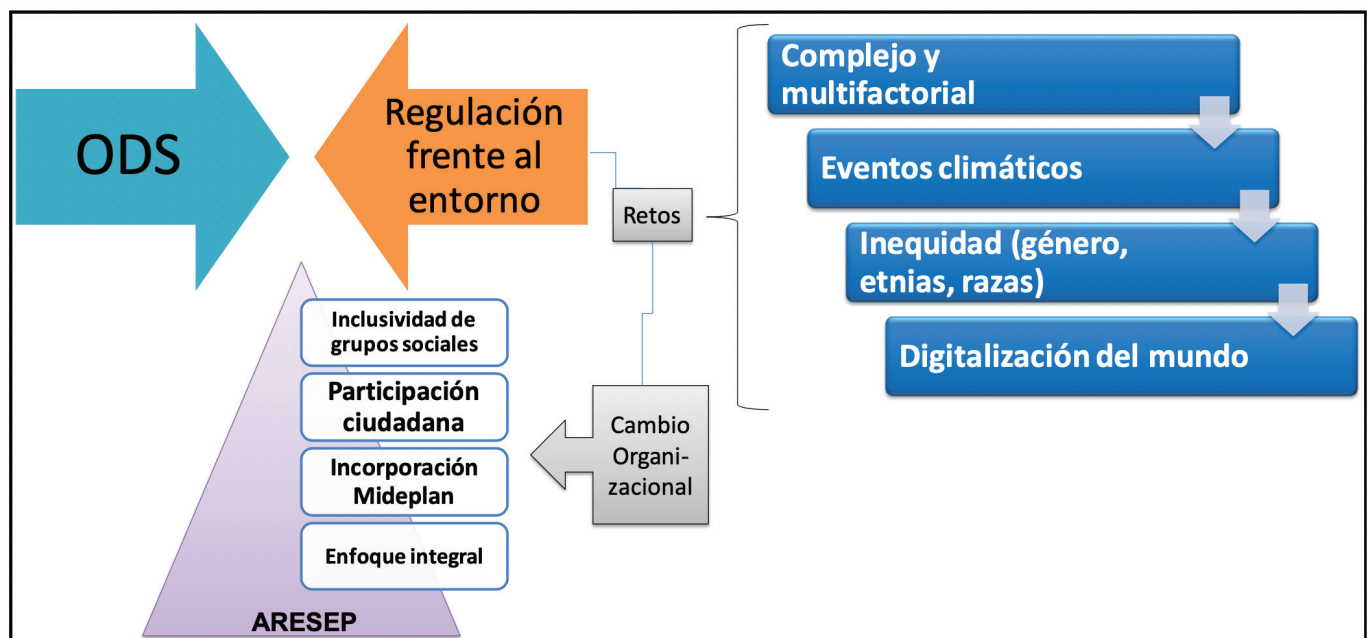 ODS
Regulación
frente al
entorno
Retos
Complejo y
multifactorial
Eventos climáticos
Inequidad (género,
etnias, razas)
Digitalización del mundo
Inclusividad de
grupos sociales
Participación
ciudadana
Incorporación
Mideplan
Enfoque integral
ARESEP
Cambio
Organi-
zacional